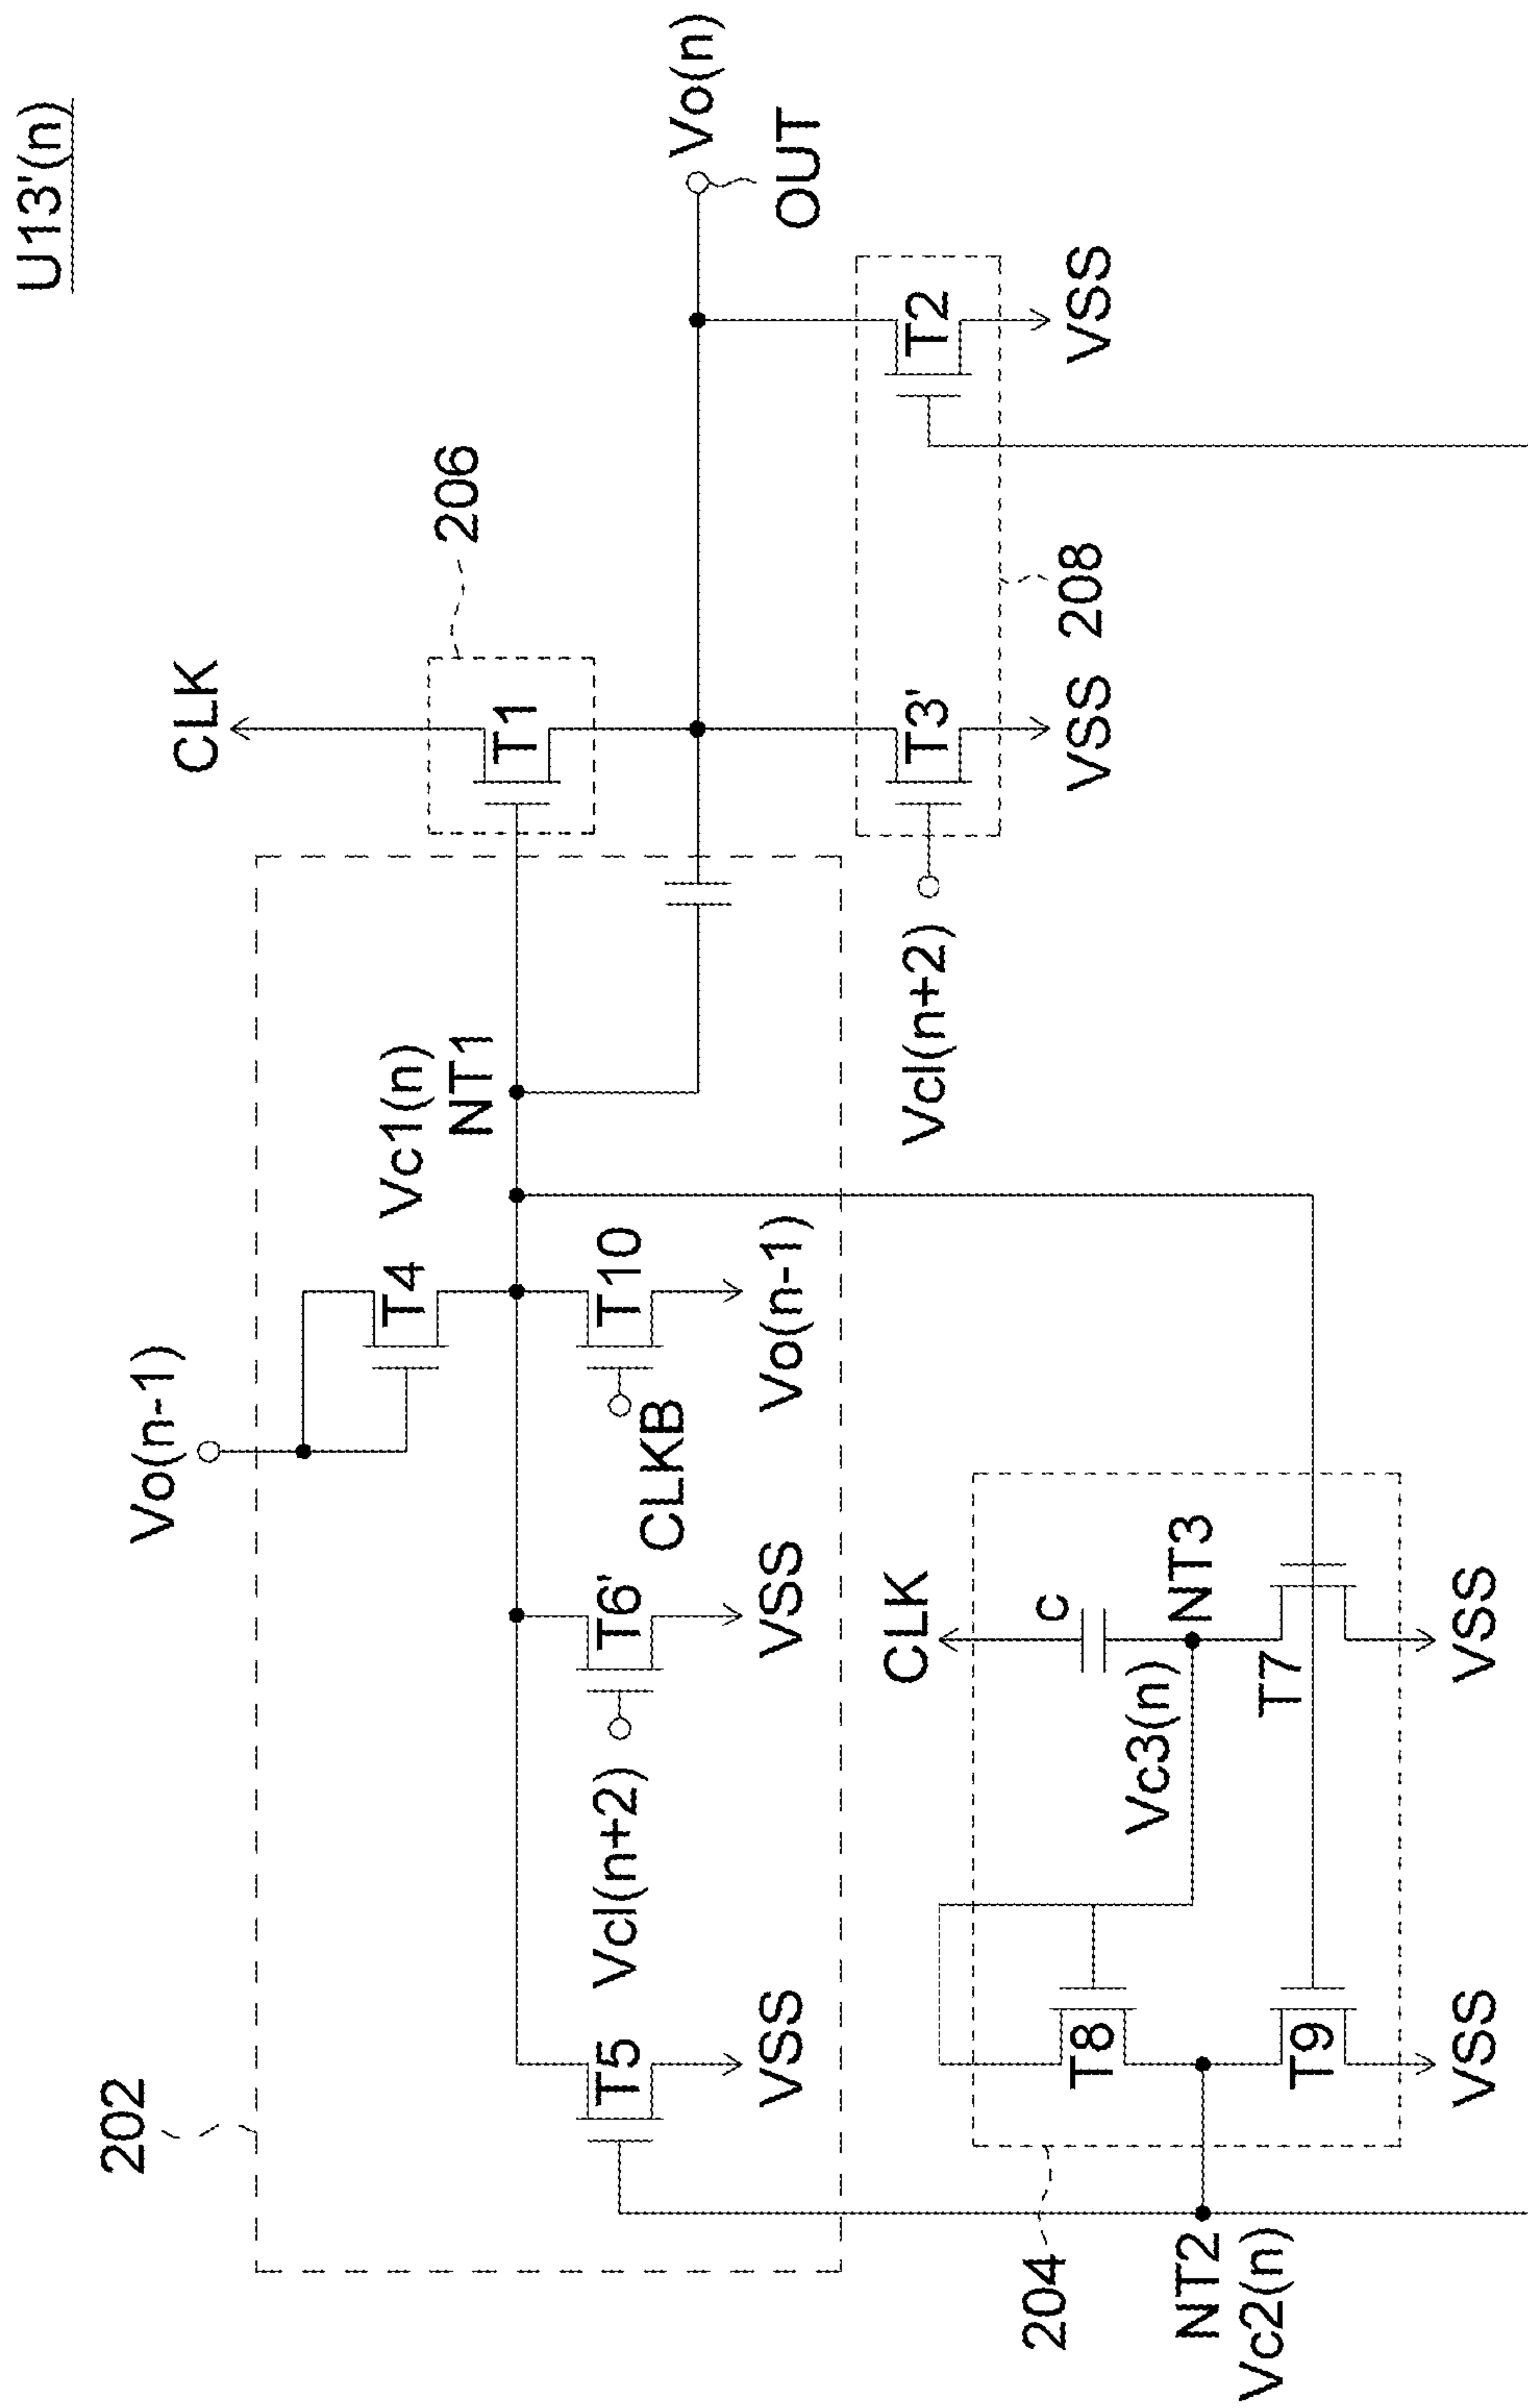 U13'(n)
202
Vo(n-1)
CLK
206
T4
Vc1(n)
NT1
T1
Vo(n)
OUT
T5
T6'
T10
Vcl(n+2)
CLKB
VSS
VSS
Vo(n-1)
Vcl(n+2)
T3'
T2
VSS
208
VSS
CLK
c
Vc3(n)
NT3
T8
T7
T9
204
NT2
Vc2(n)
VSS
VSS